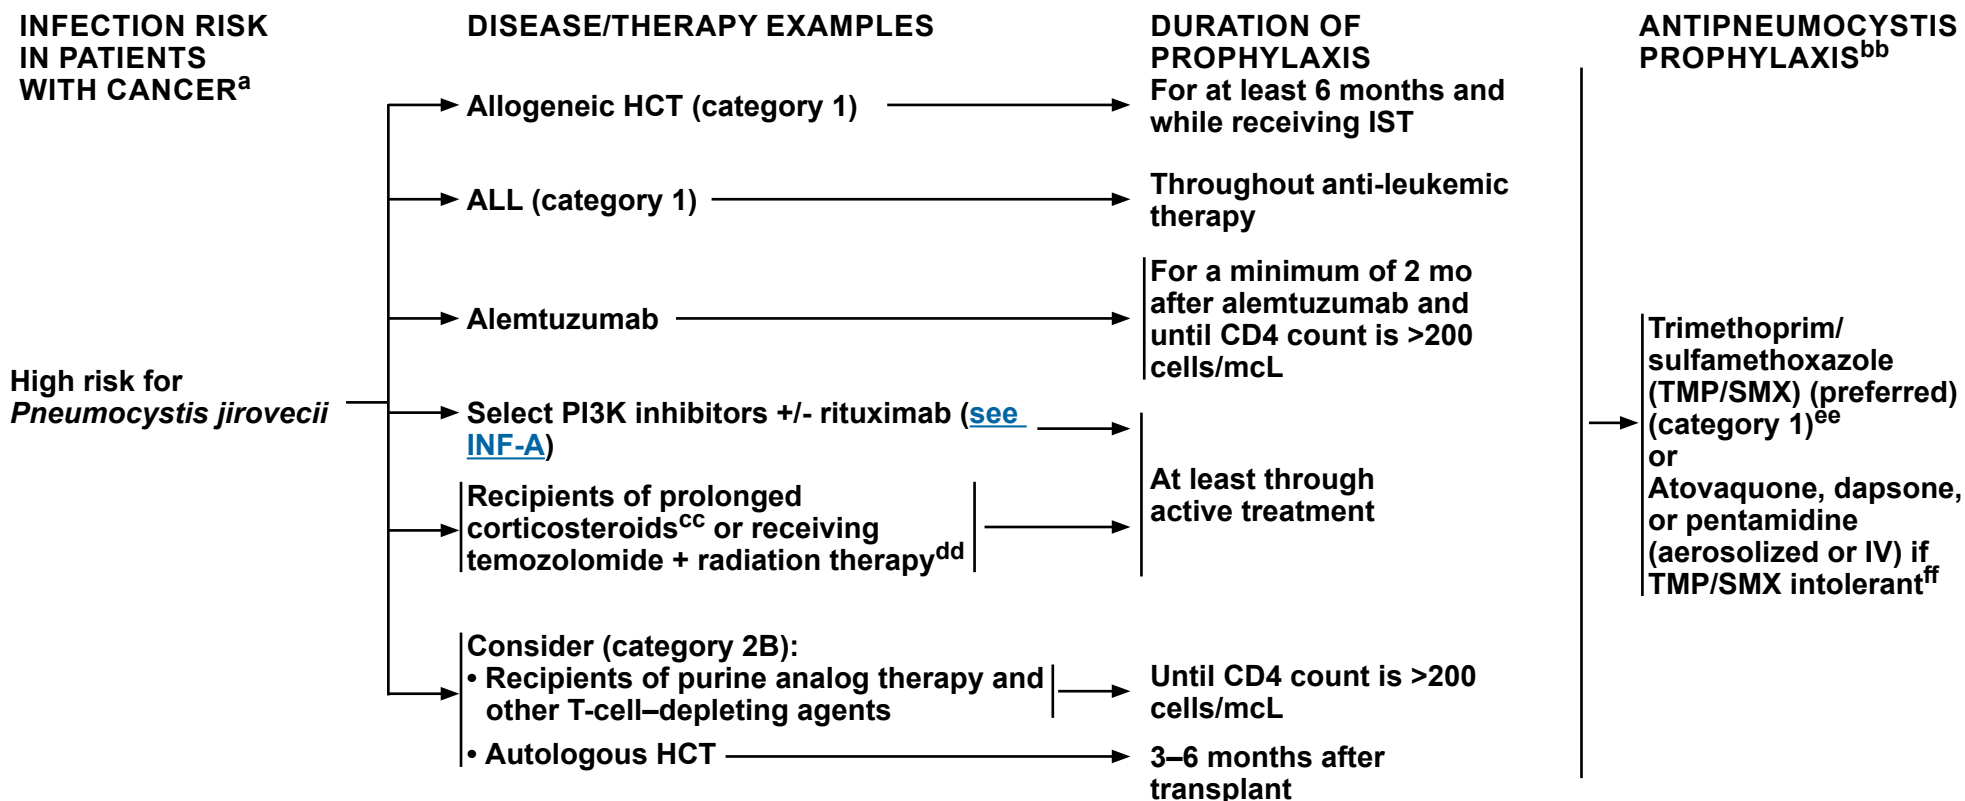 INFECTION RISK
IN PATIENTS
WITH CANCERa
DISEASE/THERAPY EXAMPLES
DURATION OF
PROPHYLAXIS
ANTIPNEUMOCYSTIS
PROPHYLAXISbb
High risk for
Pneumocystis jirovecii
Allogeneic HCT (category 1)
For at least 6 months and
while receiving IST
ALL (category 1)
Throughout anti-leukemic
therapy
Alemtuzumab
For a minimum of 2 mo
after alemtuzumab and
until CD4 count is >200
cells/mcL
Select PI3K inhibitors +/- rituximab (see
INF-A)
Recipients of prolonged
corticosteroidscc or receiving
temozolomide + radiation therapydd
At least through
active treatment
Consider (category 2B):
• Recipients of purine analog therapy and
other T-cell–depleting agents
Until CD4 count is >200
cells/mcL
• Autologous HCT
3–6 months after
transplant
Trimethoprim/
sulfamethoxazole
(TMP/SMX) (preferred)
(category 1)ee
or
Atovaquone, dapsone,
or pentamidine
(aerosolized or IV) if
TMP/SMX intolerantff